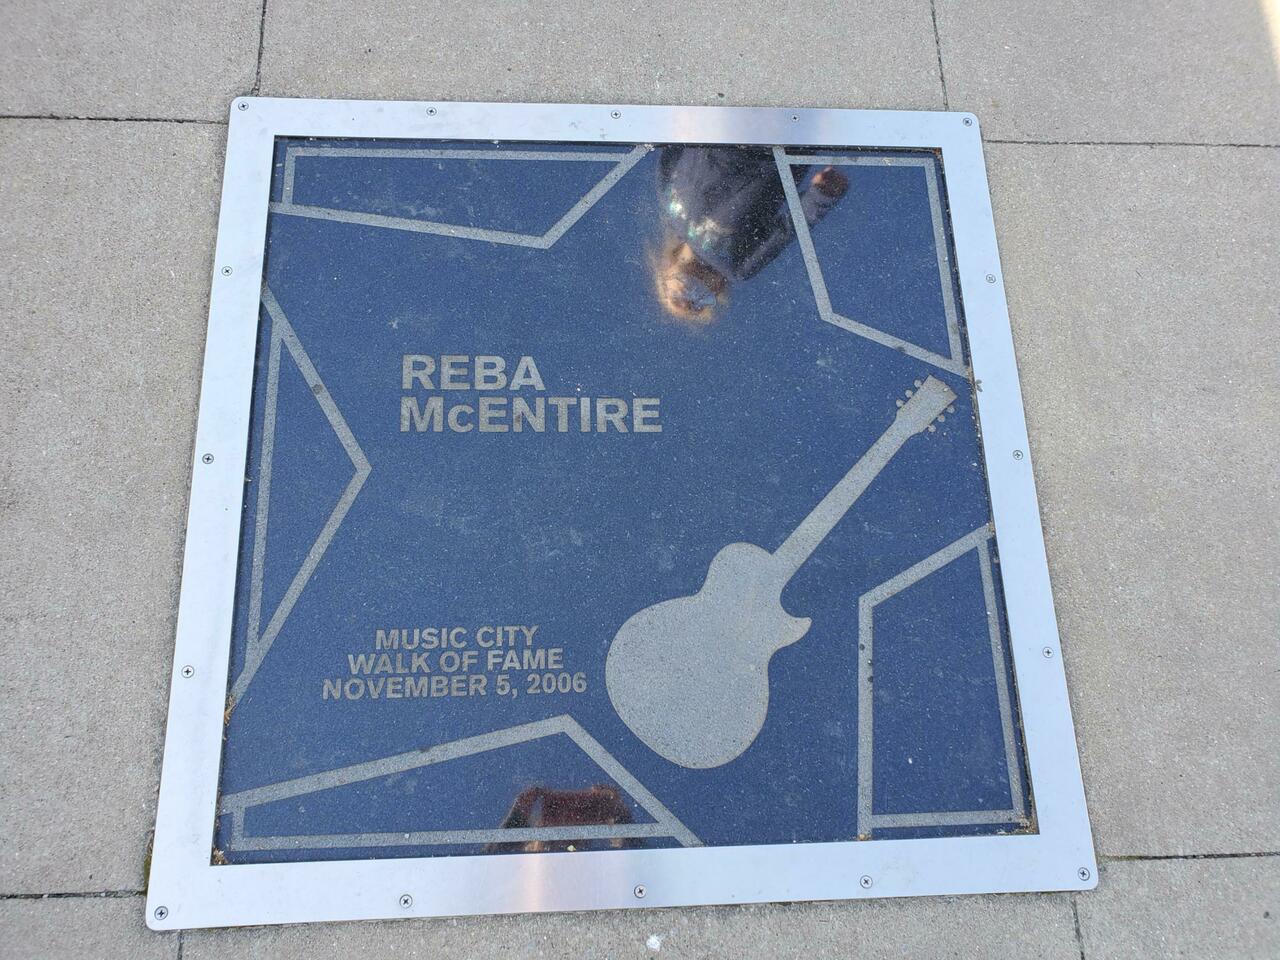 REBA
McENTIRE
MUSIC CITY
WALK OF FAME
NOVEMBER 5, 2006